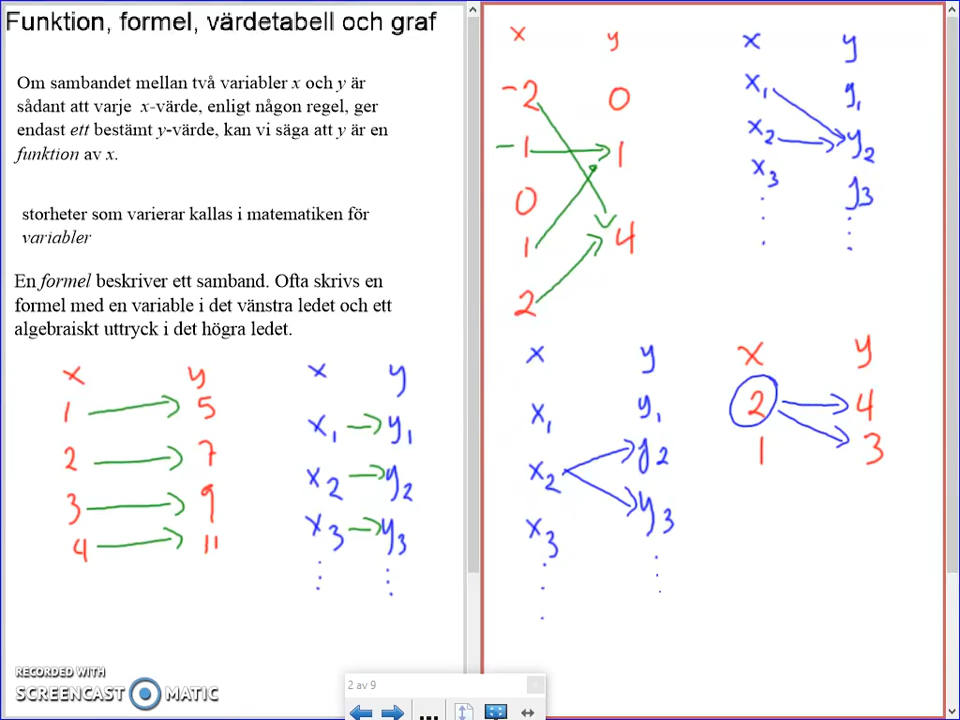 Funktion, formel, värdetabell och graf
Om sambandet mellan två variabler x och y är
sådant att varje x-värde, enligt någon regel, ger
endast ett bestämt y-värde, kan vi säga att y är en
funktion av x.
storheter som varierar kallas i matematiken för
variabler
En formel beskriver ett samband. Ofta skrivs en
formel med en variable i det vänstra ledet och ett
algebraiskt uttryck i det högra ledet.
x y
1 → 5
2 → 7
3 → 9
4 → 11
x y
x₁ → y₁
x₂ → y₂
x₃ → y₃
⋮ ⋮
RECORDED WITH
SCREENCAST MATIC
x y
-2 0
-1 1
0
1 4
2
x y
x₁ y₁
x₂ y₂
x₃ y₃
⋮ ⋮
x y
x₁ y₁
x₂ y₂
y₃
x₃
⋮ ⋮
x y
2 4
1 3
2 av 9